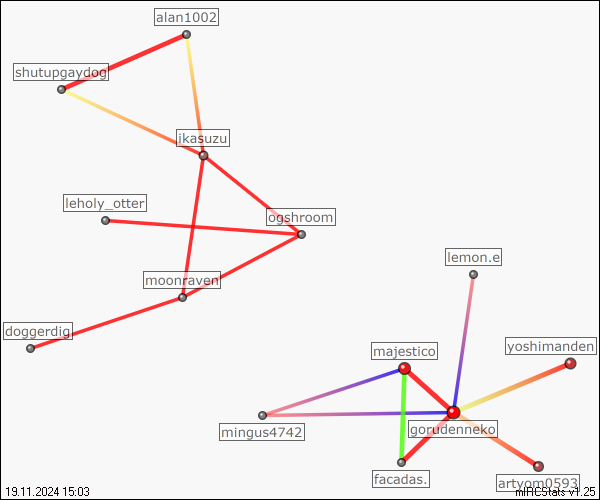 alan1002
shutupgaydog
ikasuzu
leholy_otter
ogshroom
lemon.e
moonraven
doggerdig
majestico
yoshimanden
mingus4742
gorudenneko
facadas.
artyom0593
19.11.2024 15:03
mIRCStats v1.25